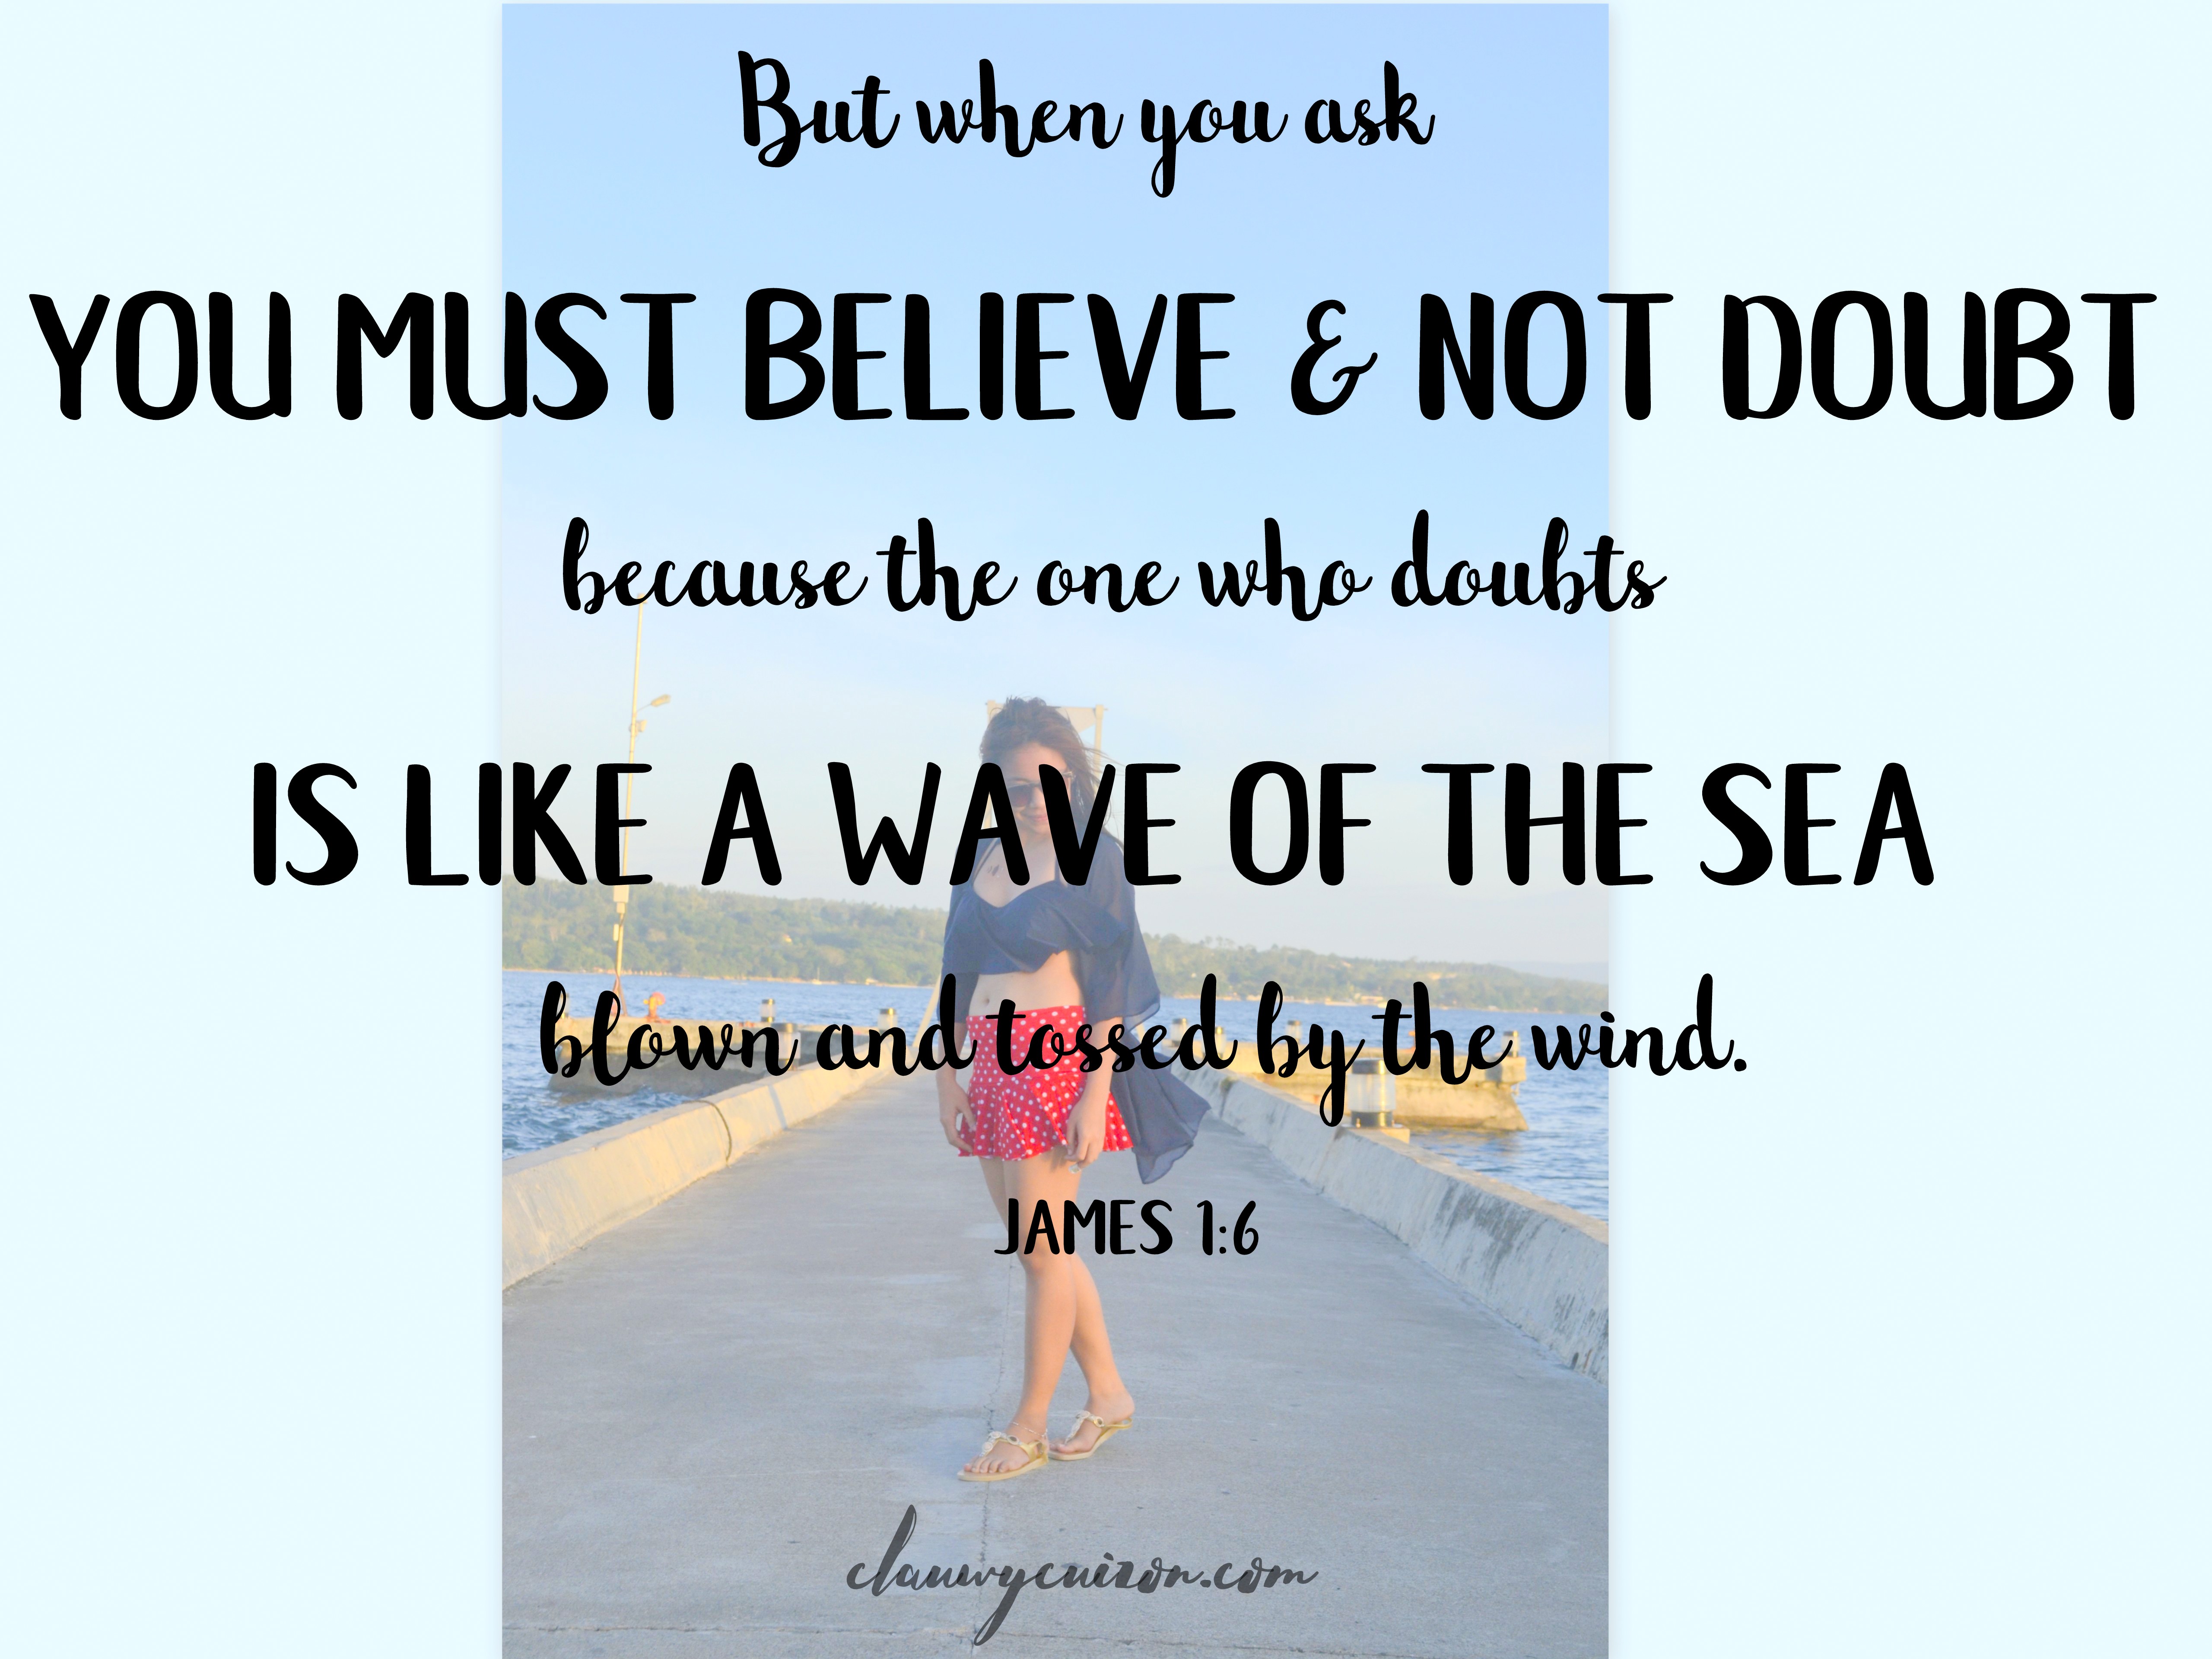 But when you ask
YOU MUST BELIEVE & NOT DOUBT
because the one who doubts
IS LIKE A WAVE OF THE SEA
blown and tossed by the wind.
JAMES 1:6
clauwycuizon.com